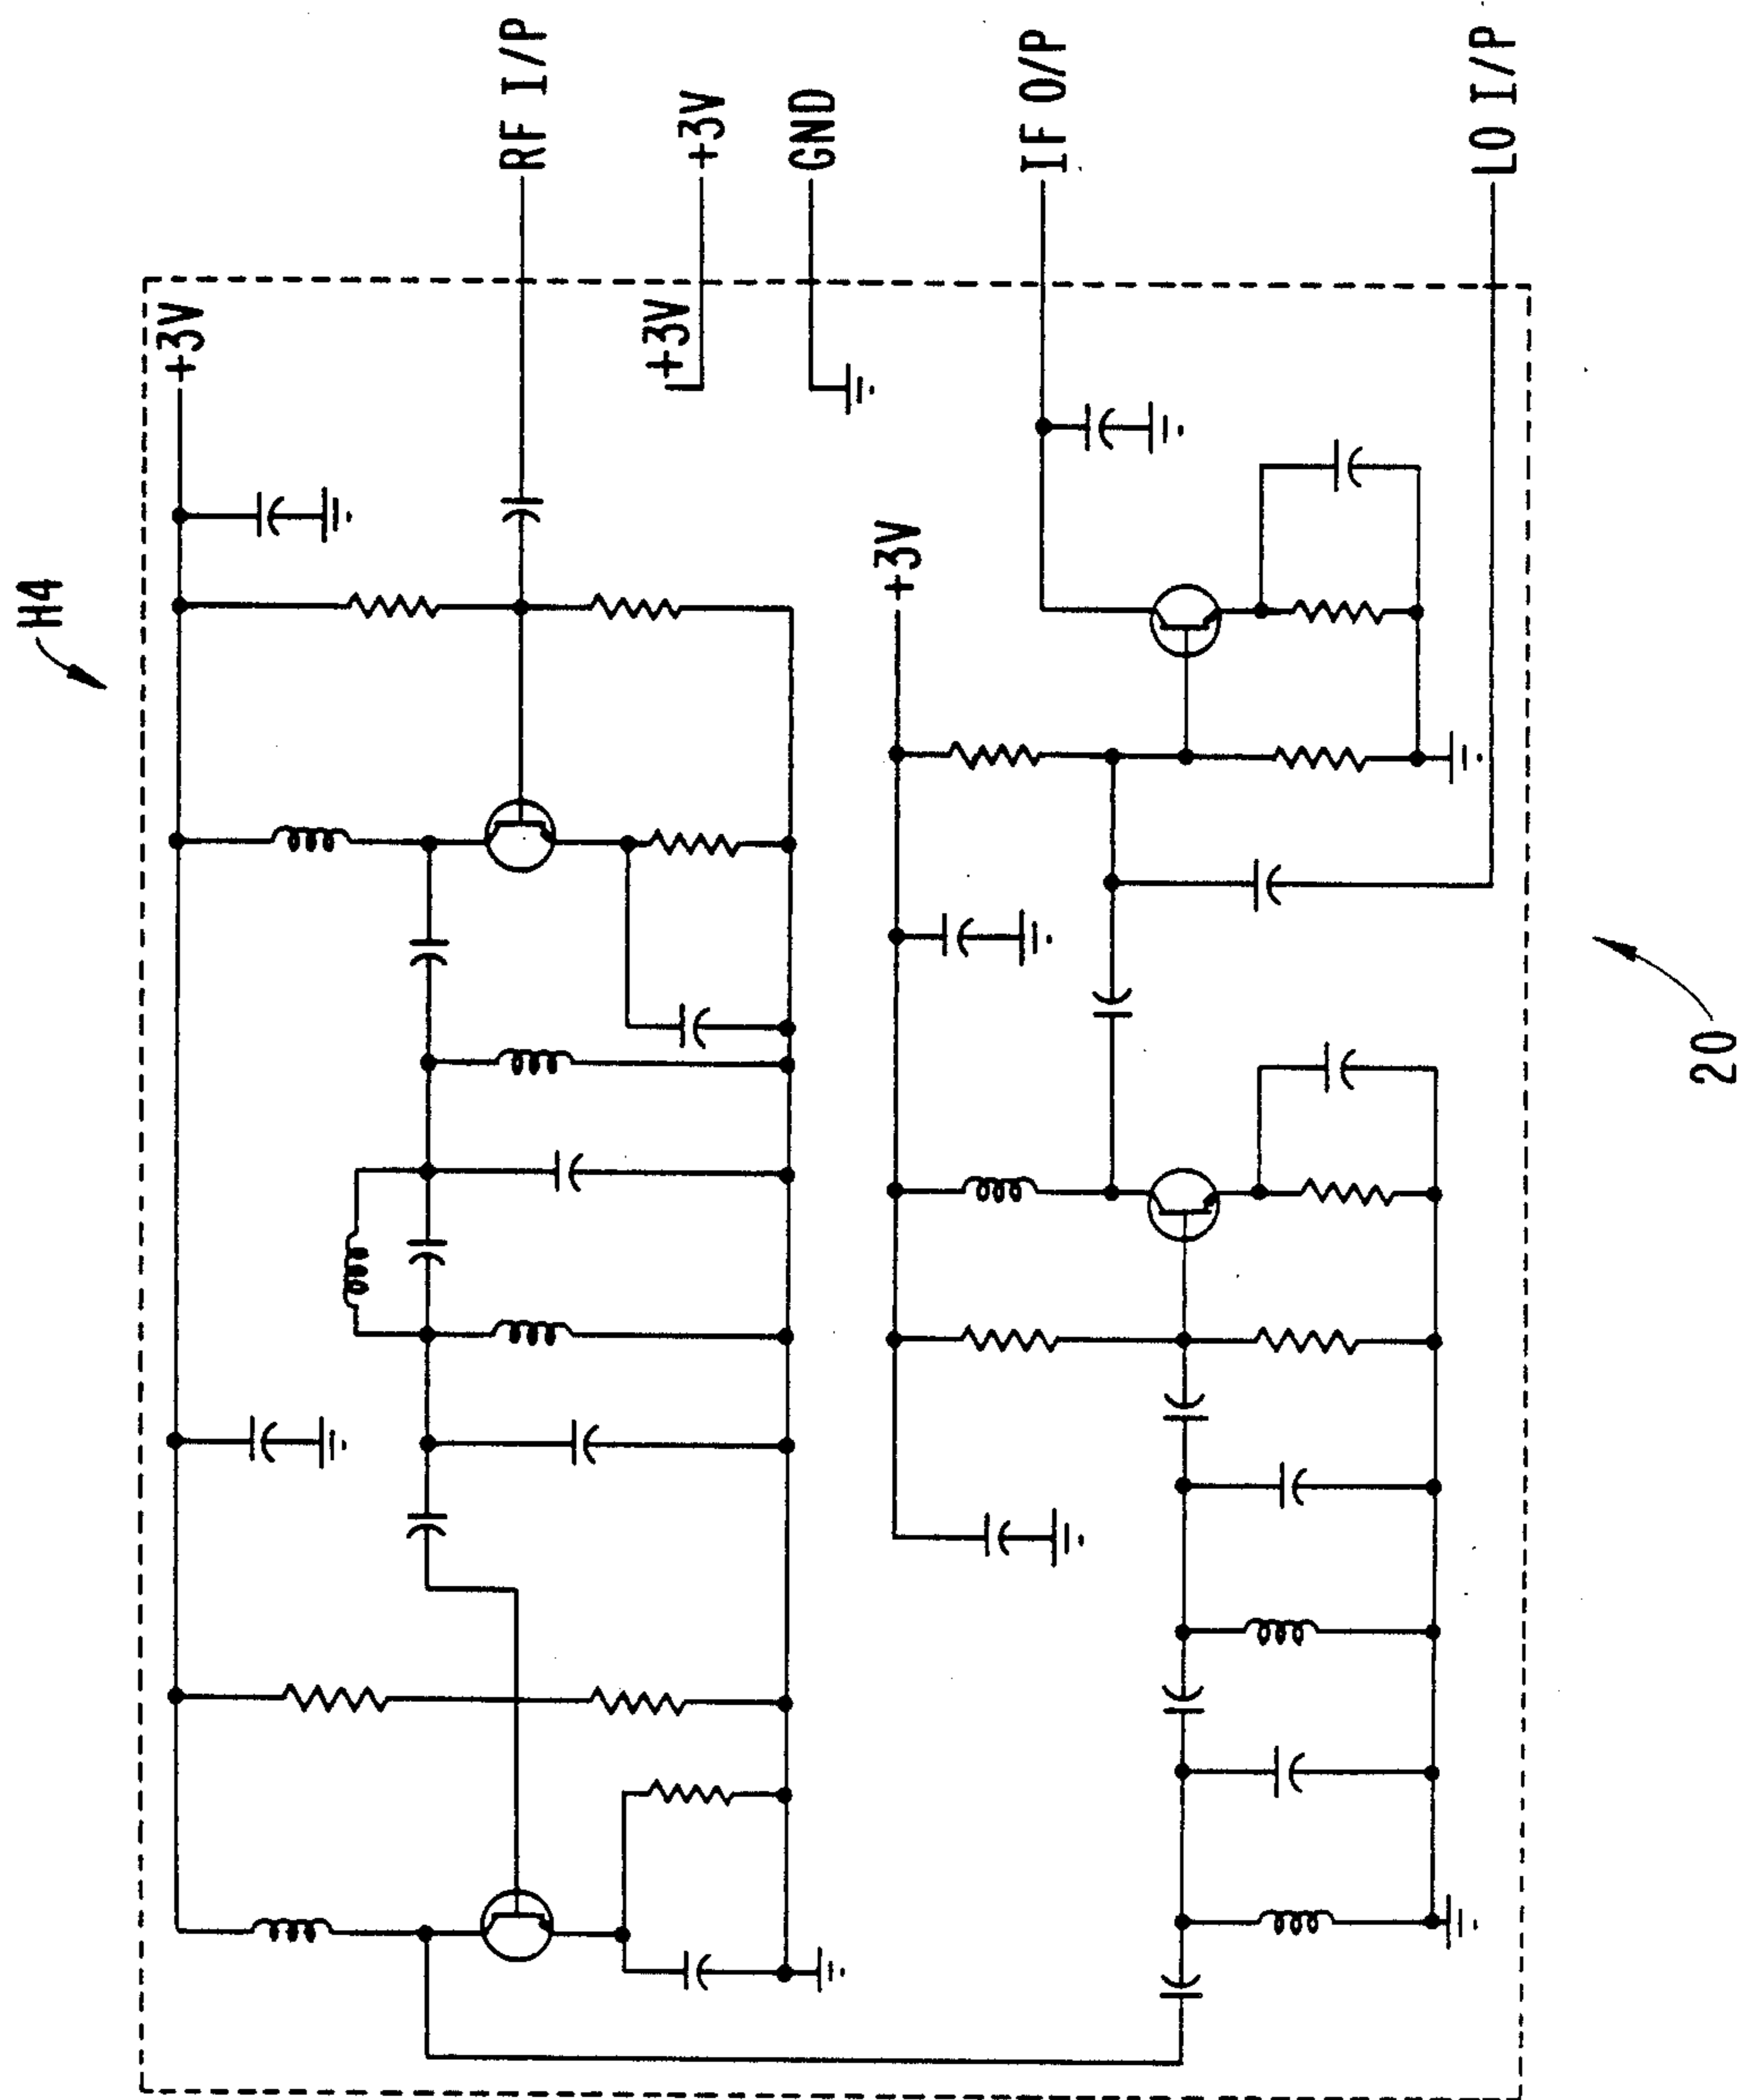 H4
+3V
RF I/P
+3V
+3V
GND
+3V
IF O/P
LO I/P
20